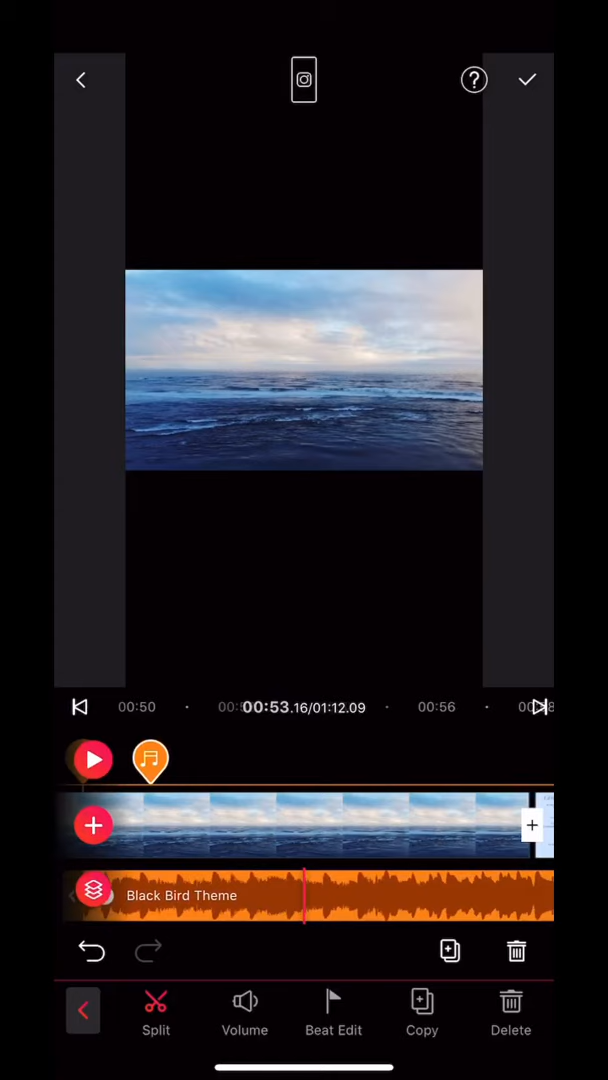 ?
00:50 00:53.16/01:12.09 00:56
Black Bird Theme
Split Volume Beat Edit Copy Delete